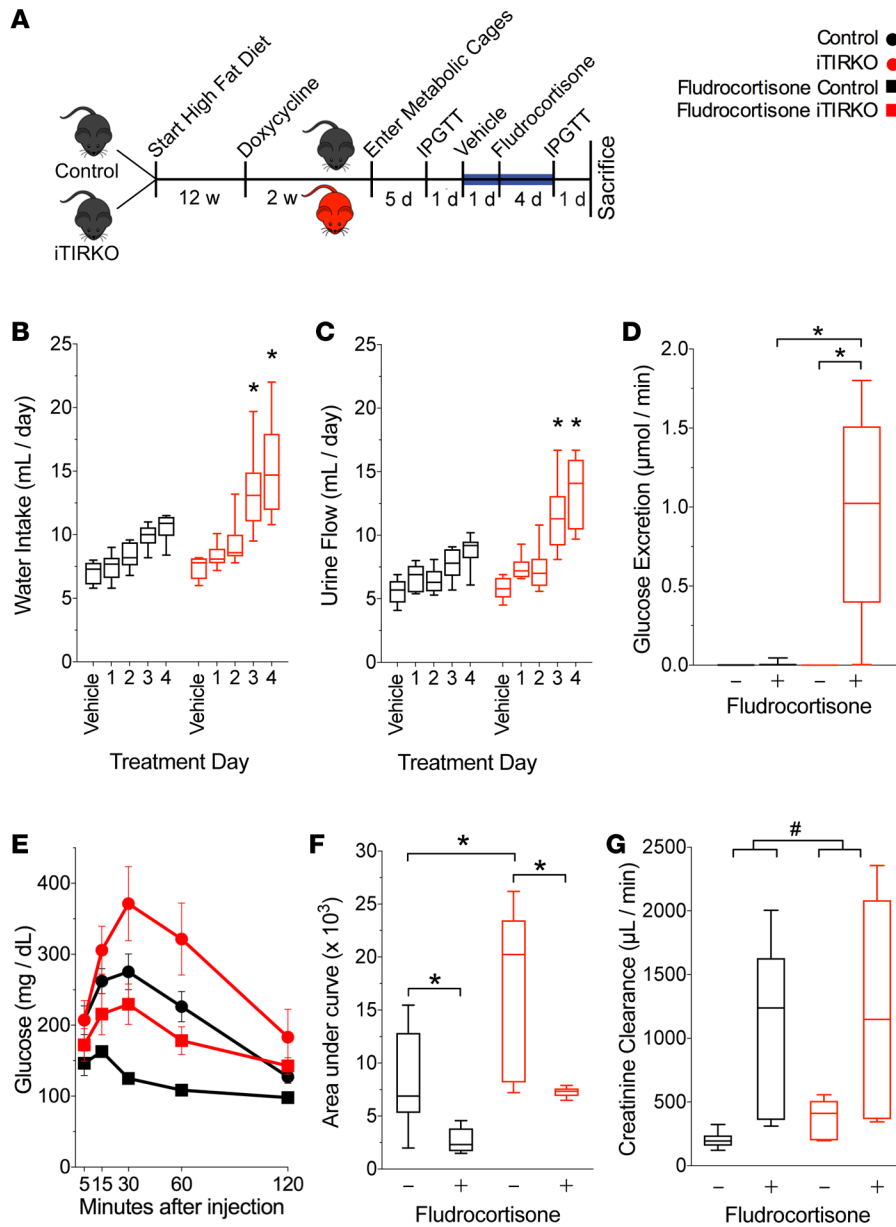 A
Control
iTIRKO
Fludrocortisone Control
Fludrocortisone iTIRKO
Start High Fat Diet
Doxycycline
Enter Metabolic Cages
IPGTT
Vehicle
Fludrocortisone
IPGTT
Sacrifice
Control
iTIRKO
12 w
2 w
5 d
1 d
1 d
4 d
1 d
B
Water Intake (mL / day)
25
20
15
10
5
0
Vehicle
1
2
3
4
Vehicle
1
2
3
4
*
*
Treatment Day
C
Urine Flow (mL / day)
25
20
15
10
5
0
Vehicle
1
2
3
4
Vehicle
1
2
3
4
* *
Treatment Day
D
Glucose Excretion (μmol / min)
2.0
1.5
1.0
0.5
0.0
*
*
– + – +
Fludrocortisone
E
Glucose (mg / dL)
400
300
200
100
0
5 15 30 60 120
Minutes after injection
F
Area under curve (x 10³)
30
25
20
15
10
5
0
*
*
*
– + – +
Fludrocortisone
G
Creatinine Clearance (μL / min)
2500
2000
1500
1000
500
0
#
– + – +
Fludrocortisone